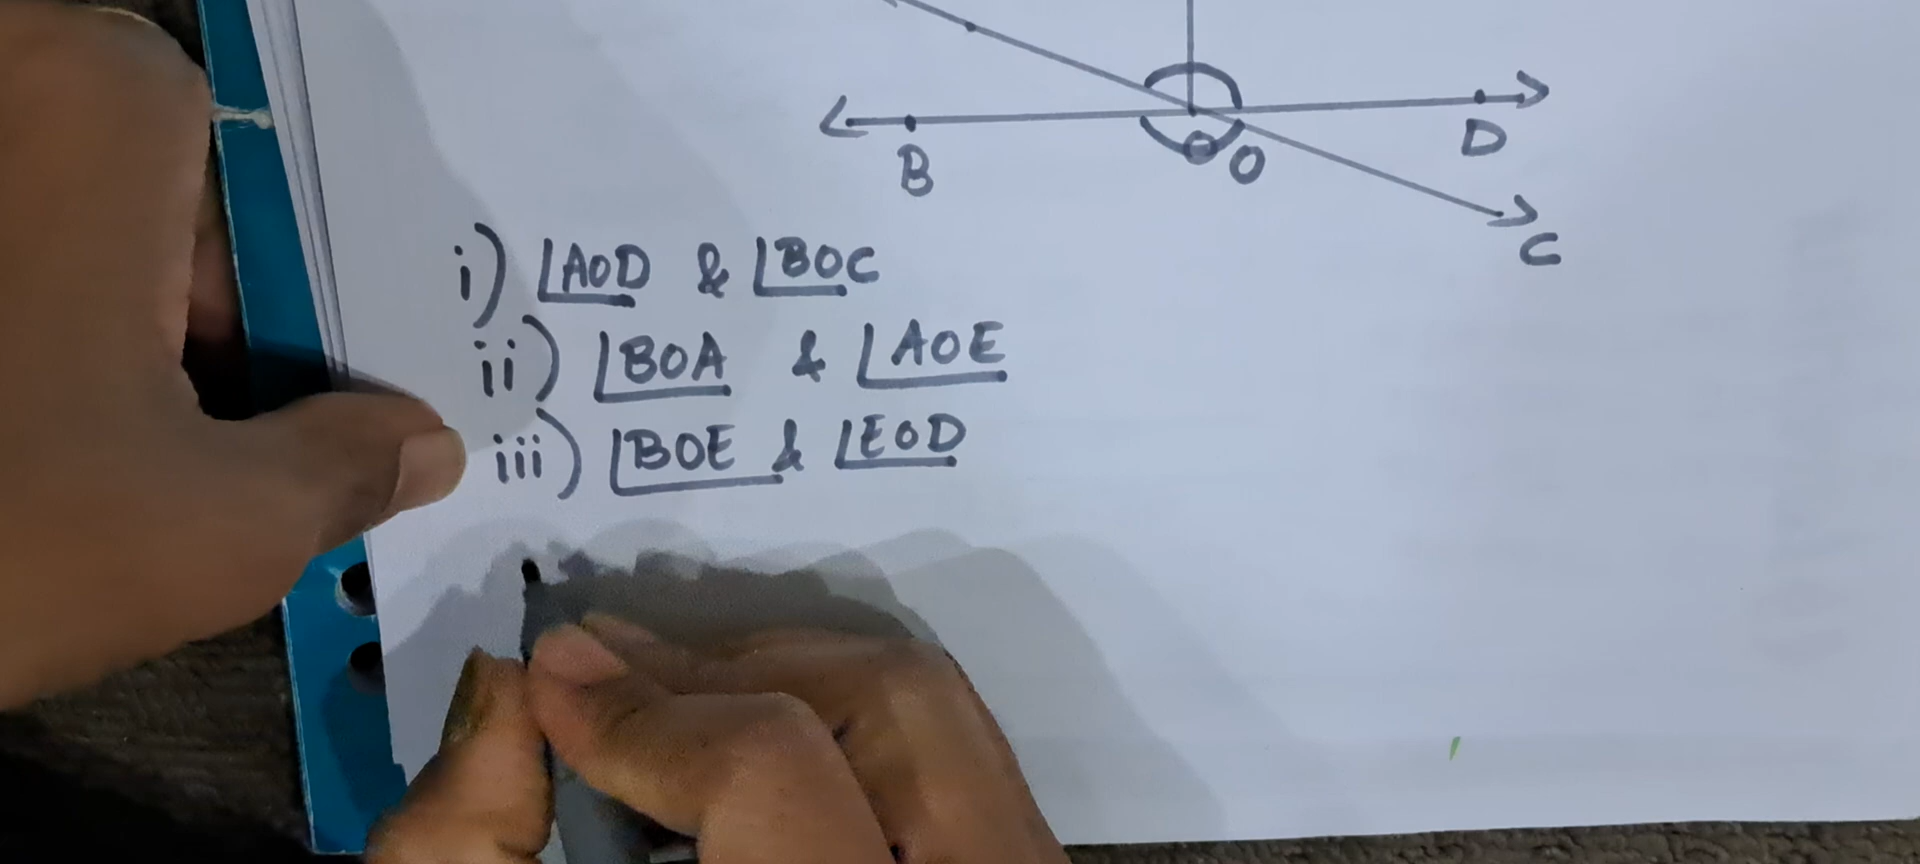 B O D
C
i) ∠AOD & ∠BOC
ii) ∠BOA & ∠AOE
iii) ∠BOE & ∠EOD